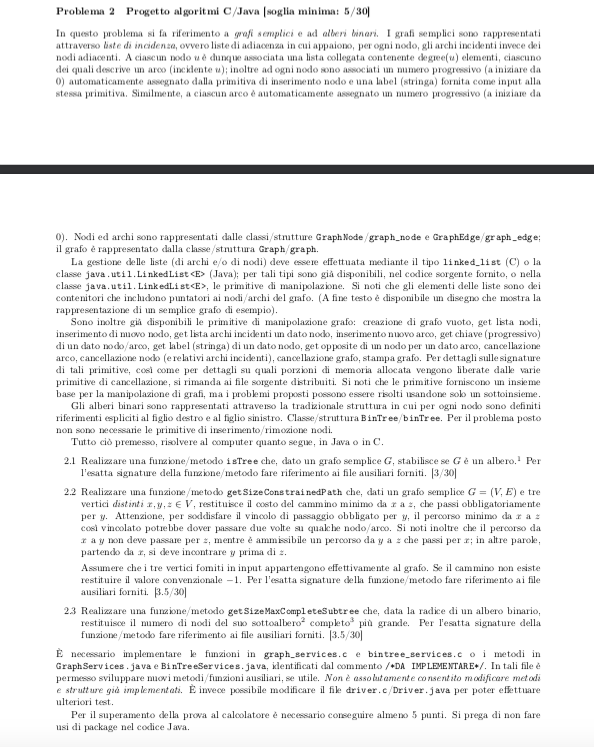 Problema 2 Progetto algoritmi C/Java [soglia minima: 5/30]
In questo problema si fa riferimento a grafi semplici e ad alberi binari. I grafi semplici sono rappresentati
attraverso liste di incidenza, ovvero liste di adiacenza in cui appaiono, per ogni nodo, gli archi incidenti invece dei
nodi adiacenti. A ciascun nodo u è dunque associata una lista collegata contenente degree(u) elementi, ciascuno
dei quali descrive un arco (incidente u); inoltre ad ogni nodo sono associati un numero progressivo (a iniziare da
0) automaticamente assegnato dalla primitiva di inserimento nodo e una label (stringa) fornita come input alla
stessa primitiva. Similmente, a ciascun arco è automaticamente assegnato un numero progressivo (a iniziare da
0). Nodi ed archi sono rappresentati dalle classi/strutture GraphNode/graph_node e GraphEdge/graph_edge;
il grafo è rappresentato dalla classe/struttura Graph/graph.
La gestione delle liste (di archi e/o di nodi) deve essere effettuata mediante il tipo linked_list (C) o la
classe java.util.LinkedList<E> (Java); per tali tipi sono già disponibili, nel codice sorgente fornito, o nella
classe java.util.LinkedList<E>, le primitive di manipolazione. Si noti che gli elementi delle liste sono dei
contenitori che includono puntatori ai nodi/archi del grafo. (A fine testo è disponibile un disegno che mostra la
rappresentazione di un semplice grafo di esempio).
Sono inoltre già disponibili le primitive di manipolazione grafo: creazione di grafo vuoto, get lista nodi,
inserimento di nuovo nodo, get lista archi incidenti un dato nodo, inserimento nuovo arco, get chiave (progressivo)
di un dato nodo/arco, get label (stringa) di un dato nodo, get opposite di un nodo per un dato arco, cancellazione
arco, cancellazione nodo (e relativi archi incidenti), cancellazione grafo, stampa grafo. Per dettagli sulle signature
di tali primitive, così come per dettagli su quali porzioni di memoria allocata vengono liberate dalle varie
primitive di cancellazione, si rimanda ai file sorgente distribuiti. Si noti che le primitive forniscono un insieme
base per la manipolazione di grafi, ma i problemi proposti possono essere risolti usandone solo un sottoinsieme.
Gli alberi binari sono rappresentati attraverso la tradizionale struttura in cui per ogni nodo sono definiti
riferimenti espliciti al figlio destro e al figlio sinistro. Classe/struttura BinTree/binTree. Per il problema posto
non sono necessarie le primitive di inserimento/rimozione nodi.
Tutto ciò premesso, risolvere al computer quanto segue, in Java o in C.
2.1 Realizzare una funzione/metodo isTree che, dato un grafo semplice G, stabilisce se G è un albero.1 Per
l'esatta signature della funzione/metodo fare riferimento ai file ausiliari forniti. [3/30]
2.2 Realizzare una funzione/metodo getSizeConstrainedPath che, dati un grafo semplice G = (V, E) e tre
vertici distinti x, y, z ∈ V, restituisce il costo del cammino minimo da x a z, che passi obbligatoriamente
per y. Attenzione, per soddisfare il vincolo di passaggio obbligato per y, il percorso minimo da x a z
così vincolato potrebbe dover passare due volte su qualche nodo/arco. Si noti inoltre che il percorso da
x a y non deve passare per z, mentre è ammissibile un percorso da y a z che passi per x; in altre parole,
partendo da x, si deve incontrare y prima di z.
Assumere che i tre vertici forniti in input appartengono effettivamente al grafo. Se il cammino non esiste
restituire il valore convenzionale −1. Per l'esatta signature della funzione/metodo fare riferimento ai file
ausiliari forniti. [3.5/30]
2.3 Realizzare una funzione/metodo getSizeMaxCompleteSubtree che, data la radice di un albero binario,
restituisce il numero di nodi del suo sottoalbero2 completo3 più grande. Per l'esatta signature della
funzione/metodo fare riferimento ai file ausiliari forniti. [3.5/30]
È necessario implementare le funzioni in graph_services.c e bintree_services.c o i metodi in
GraphServices.java e BinTreeServices.java, identificati dal commento /*DA IMPLEMENTARE*/. In tali file è
permesso sviluppare nuovi metodi/funzioni ausiliari, se utile. Non è assolutamente consentito modificare metodi
e strutture già implementati. È invece possibile modificare il file driver.c/Driver.java per poter effettuare
ulteriori test.
Per il superamento della prova al calcolatore è necessario conseguire almeno 5 punti. Si prega di non fare
usi di package nel codice Java.